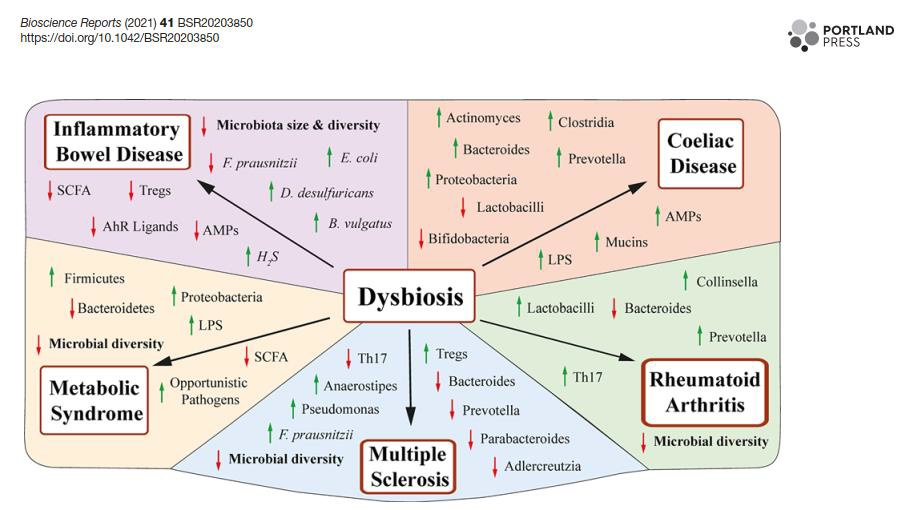 Bioscience Reports (2021) 41 BSR20203850
https://doi.org/10.1042/BSR20203850
PORTLAND
PRESS
Inflammatory
Bowel Disease
↓ Microbiota size & diversity
↓ F. prausnitzii
↑ E. coli
↓ SCFA
↓ Tregs
↑ D. desulfuricans
↓ AhR Ligands
↓ AMPs
↑ B. vulgatus
↑ H₂S
↑ Actinomyces
↑ Clostridia
Coeliac
Disease
↑ Bacteroides
↑ Prevotella
↑ Proteobacteria
↓ Lactobacilli
↑ AMPs
↓ Bifidobacteria
↑ Mucins
↑ LPS
Dysbiosis
↑ Firmicutes
↓ Bacteroidetes
↑ Proteobacteria
↑ LPS
↓ Microbial diversity
↓ SCFA
Metabolic
Syndrome
↑ Opportunistic
Pathogens
↓ Th17
↑ Tregs
↑ Anaerostipes
↓ Bacteroides
↑ Pseudomonas
↓ Prevotella
↑ F. prausnitzii
↓ Parabacteroides
↓ Microbial diversity
↓ Adlercreutzia
Multiple
Sclerosis
↑ Collinsella
↑ Lactobacilli
↓ Bacteroides
↑ Prevotella
↑ Th17
Rheumatoid
Arthritis
↓ Microbial diversity